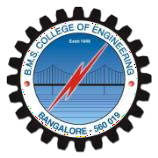 B.M.S. COLLEGE OF ENGINEERING
Estd. 1946
BANGALORE - 560 019